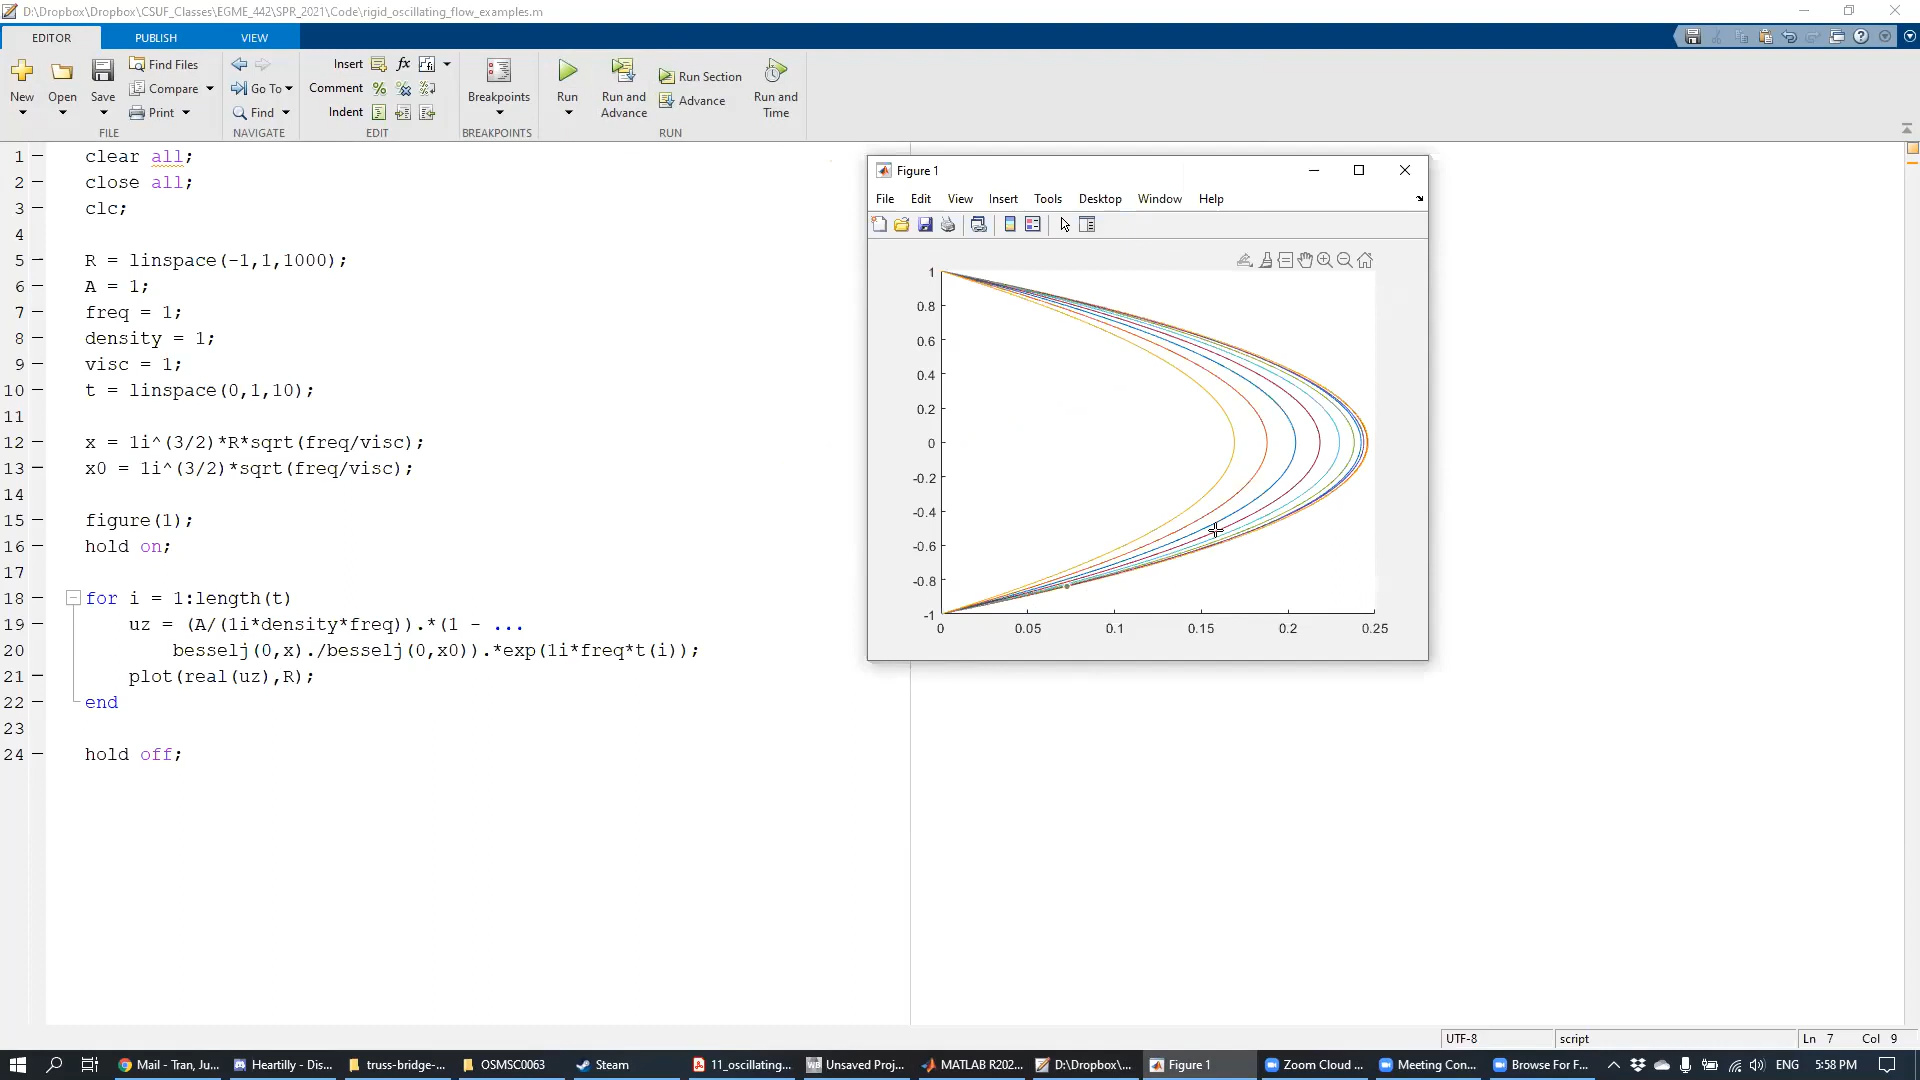 D:\Dropbox\Dropbox\CSUF_Classes\EGME_442\SPR_2021\Code\rigid_oscillating_flow_examples.m
EDITOR PUBLISH VIEW
New Open Save Find Files Compare Print
FILE
Go To Find
NAVIGATE
Insert fx
Comment %
Indent
EDIT
Breakpoints
BREAKPOINTS
Run Run and Advance Run Section Advance Run and Time
RUN
1 clear all;
2 close all;
3 clc;
4
5 R = linspace(-1,1,1000);
6 A = 1;
7 freq = 1;
8 density = 1;
9 visc = 1;
10 t = linspace(0,1,10);
11
12 x = 1i^(3/2)*R*sqrt(freq/visc);
13 x0 = 1i^(3/2)*sqrt(freq/visc);
14
15 figure(1);
16 hold on;
17
18 for i = 1:length(t)
19 uz = (A/(1i*density*freq)).*(1 - ...
20 besselj(0,x)./besselj(0,x0)).*exp(1i*freq*t(i));
21 plot(real(uz),R);
22 end
23
24 hold off;
Figure 1
File Edit View Insert Tools Desktop Window Help
1
0.8
0.6
0.4
0.2
0
-0.2
-0.4
-0.6
-0.8
-1
0 0.05 0.1 0.15 0.2 0.25
UTF-8 script Ln 7 Col 9
Mail - Tran, Ju... Heartilly - Dis... truss-bridge-... OSMSC0063 Steam 11_oscillating... Unsaved Proj... MATLAB R202... D:\Dropbox\... Figure 1 Zoom Cloud ... Meeting Con... Browse For F... ENG 5:58 PM